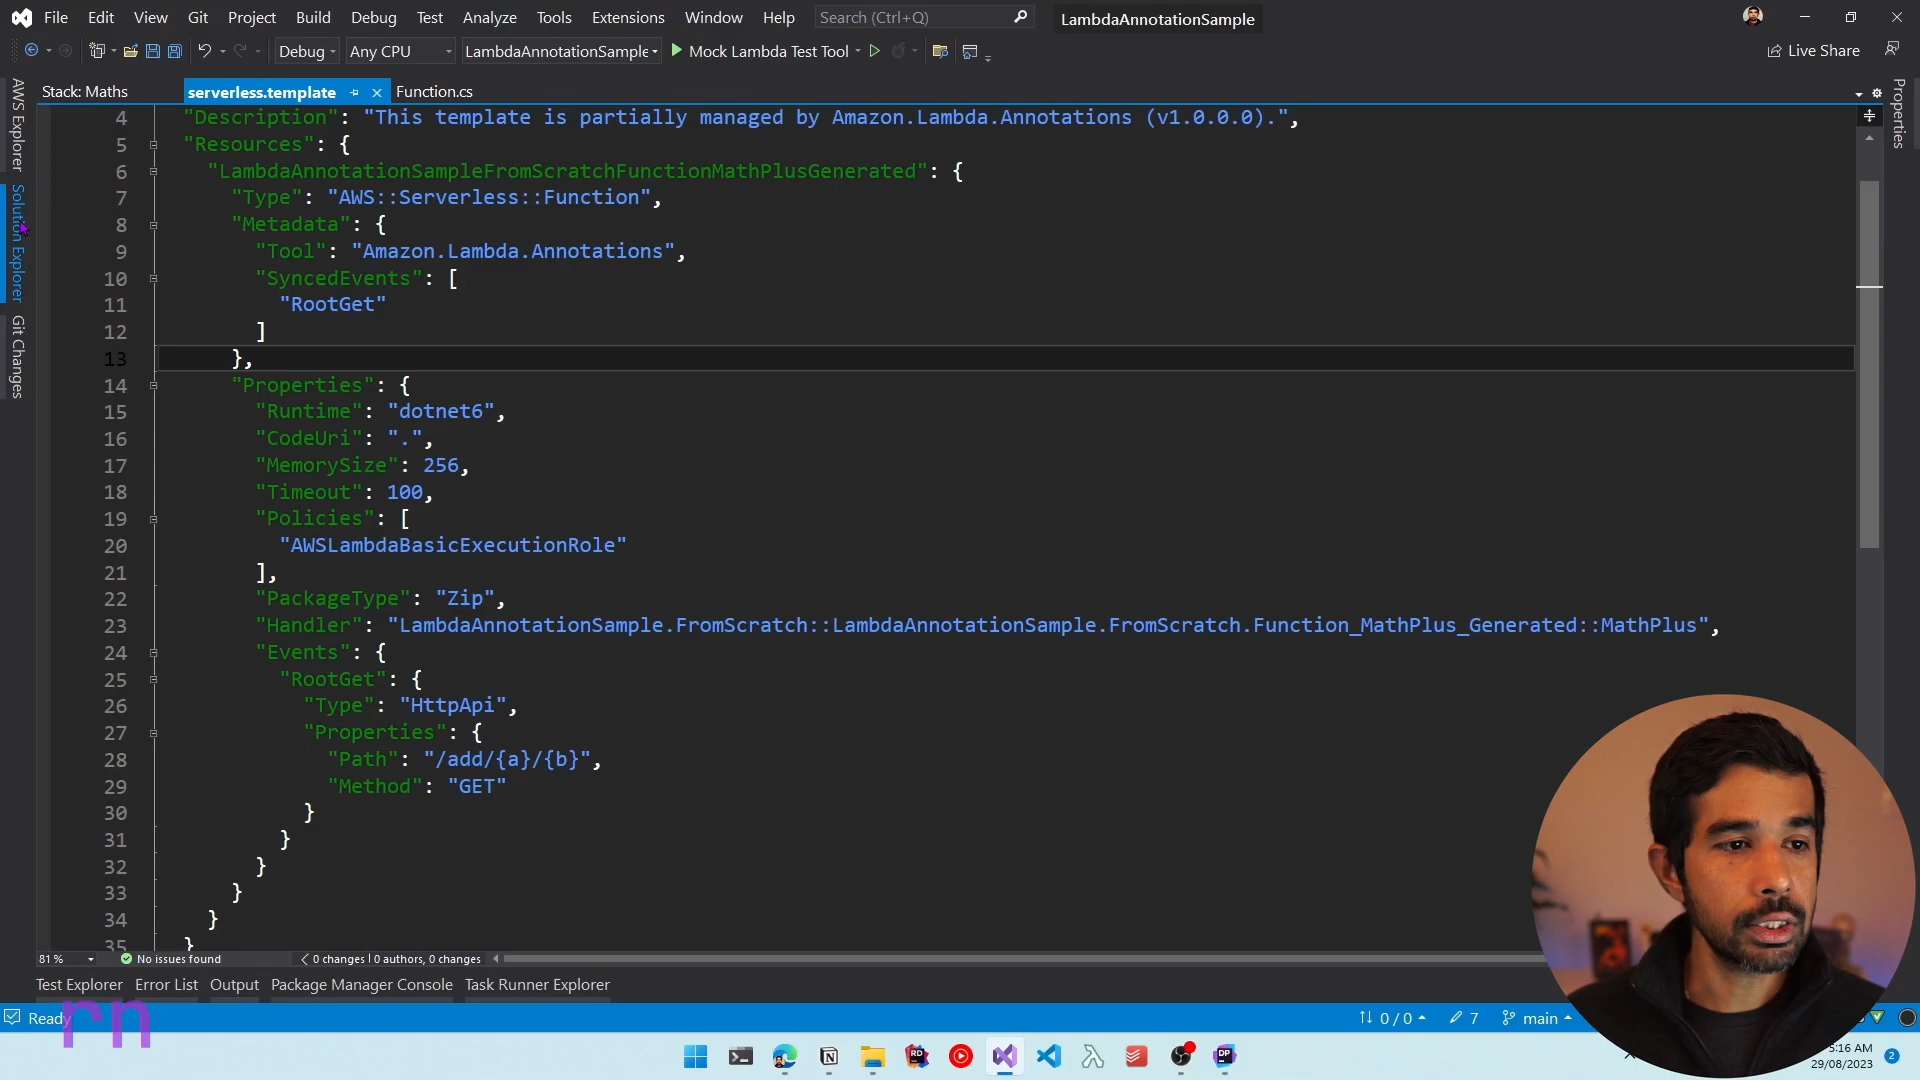 File Edit View Git Project Build Debug Test Analyze Tools Extensions Window Help Search (Ctrl+Q) LambdaAnnotationSample
Debug Any CPU LambdaAnnotationSample Mock Lambda Test Tool Live Share
Stack: Maths serverless.template Function.cs
AWS Explorer
Solution Explorer
Git Changes
Properties
4 "Description": "This template is partially managed by Amazon.Lambda.Annotations (v1.0.0.0).",
5 "Resources": {
6 "LambdaAnnotationSampleFromScratchFunctionMathPlusGenerated": {
7 "Type": "AWS::Serverless::Function",
8 "Metadata": {
9 "Tool": "Amazon.Lambda.Annotations",
10 "SyncedEvents": [
11 "RootGet"
12 ]
13 },
14 "Properties": {
15 "Runtime": "dotnet6",
16 "CodeUri": ".",
17 "MemorySize": 256,
18 "Timeout": 100,
19 "Policies": [
20 "AWSLambdaBasicExecutionRole"
21 ],
22 "PackageType": "Zip",
23 "Handler": "LambdaAnnotationSample.FromScratch::LambdaAnnotationSample.FromScratch.Function_MathPlus_Generated::MathPlus",
24 "Events": {
25 "RootGet": {
26 "Type": "HttpApi",
27 "Properties": {
28 "Path": "/add/{a}/{b}",
29 "Method": "GET"
30 }
31 }
32 }
33 }
34 }
35 }
81 % No issues found 0 changes | 0 authors, 0 changes
Test Explorer Error List Output Package Manager Console Task Runner Explorer
rn
Ready 0 / 0 7 main
RD DP
5:16 AM
29/08/2023 2